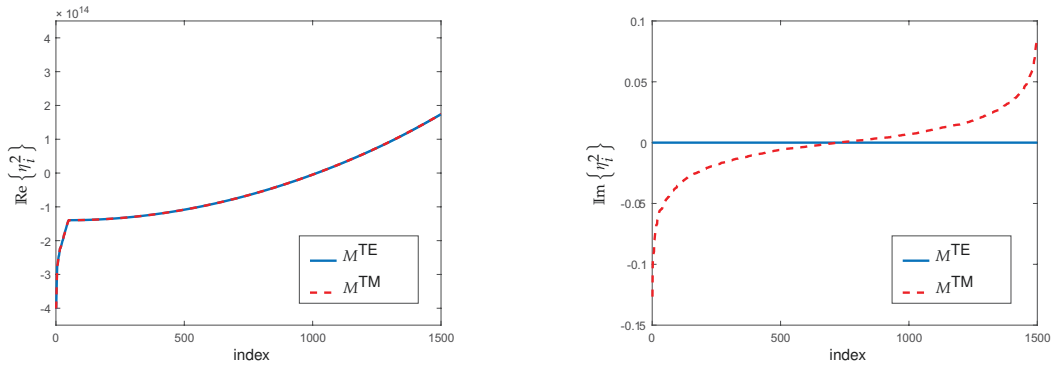 × 10^14
4
3
2
1
0
-1
-2
-3
-4
0 500 1000 1500
index
ℝe {η_i^2}
M^TE
M^TM
0.1
0.05
0
-0.05
-0.1
-0.15
0 500 1000 1500
index
𝕀m {η_i^2}
M^TE
M^TM